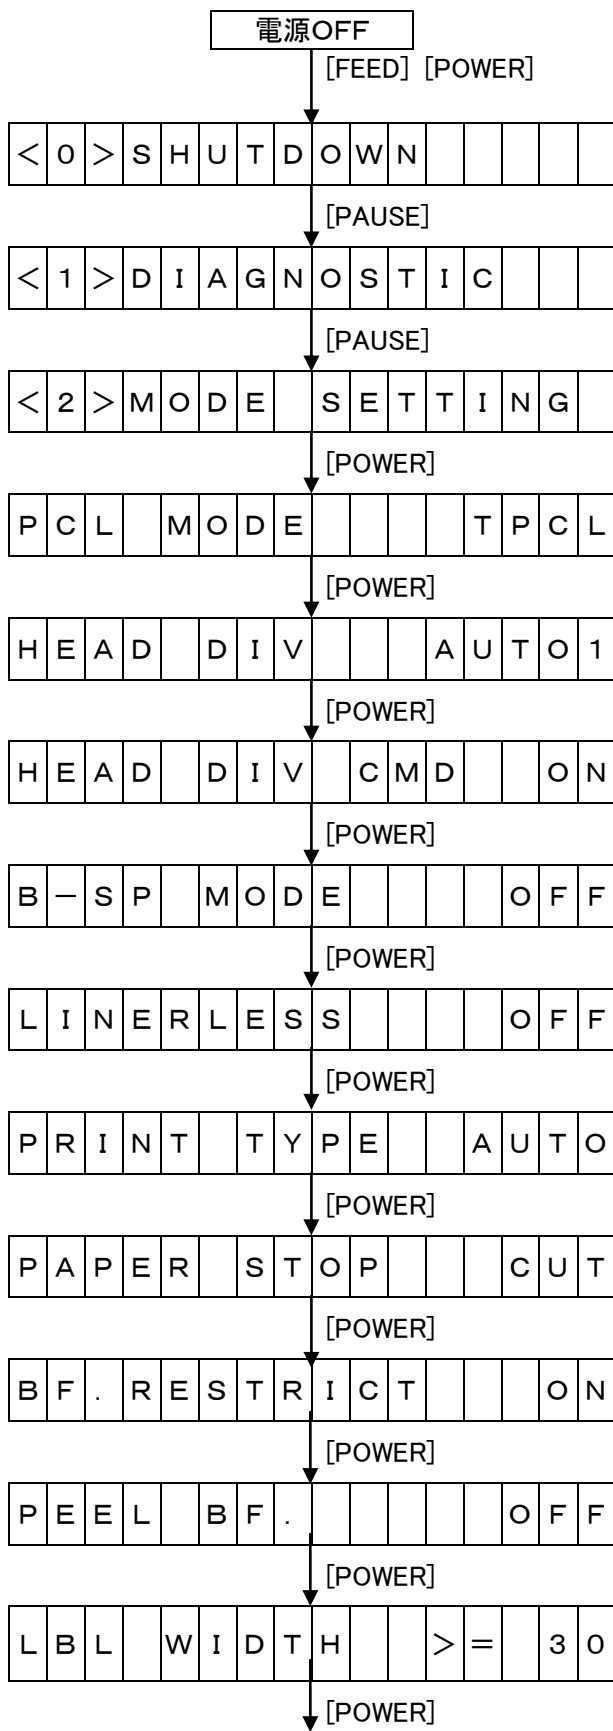 電源OFF
[FEED] [POWER]
<0>SHUTDOWN
[PAUSE]
<1>DIAGNOSTIC
[PAUSE]
<2>MODE SETTING
[POWER]
PCL MODE TPCL
[POWER]
HEAD DIV AUTO1
[POWER]
HEAD DIV CMD ON
[POWER]
B-SP MODE OFF
[POWER]
LINERLESS OFF
[POWER]
PRINT TYPE AUTO
[POWER]
PAPER STOP CUT
[POWER]
BF.RESTRICT ON
[POWER]
PEEL BF. OFF
[POWER]
LBL WIDTH >= 30
[POWER]